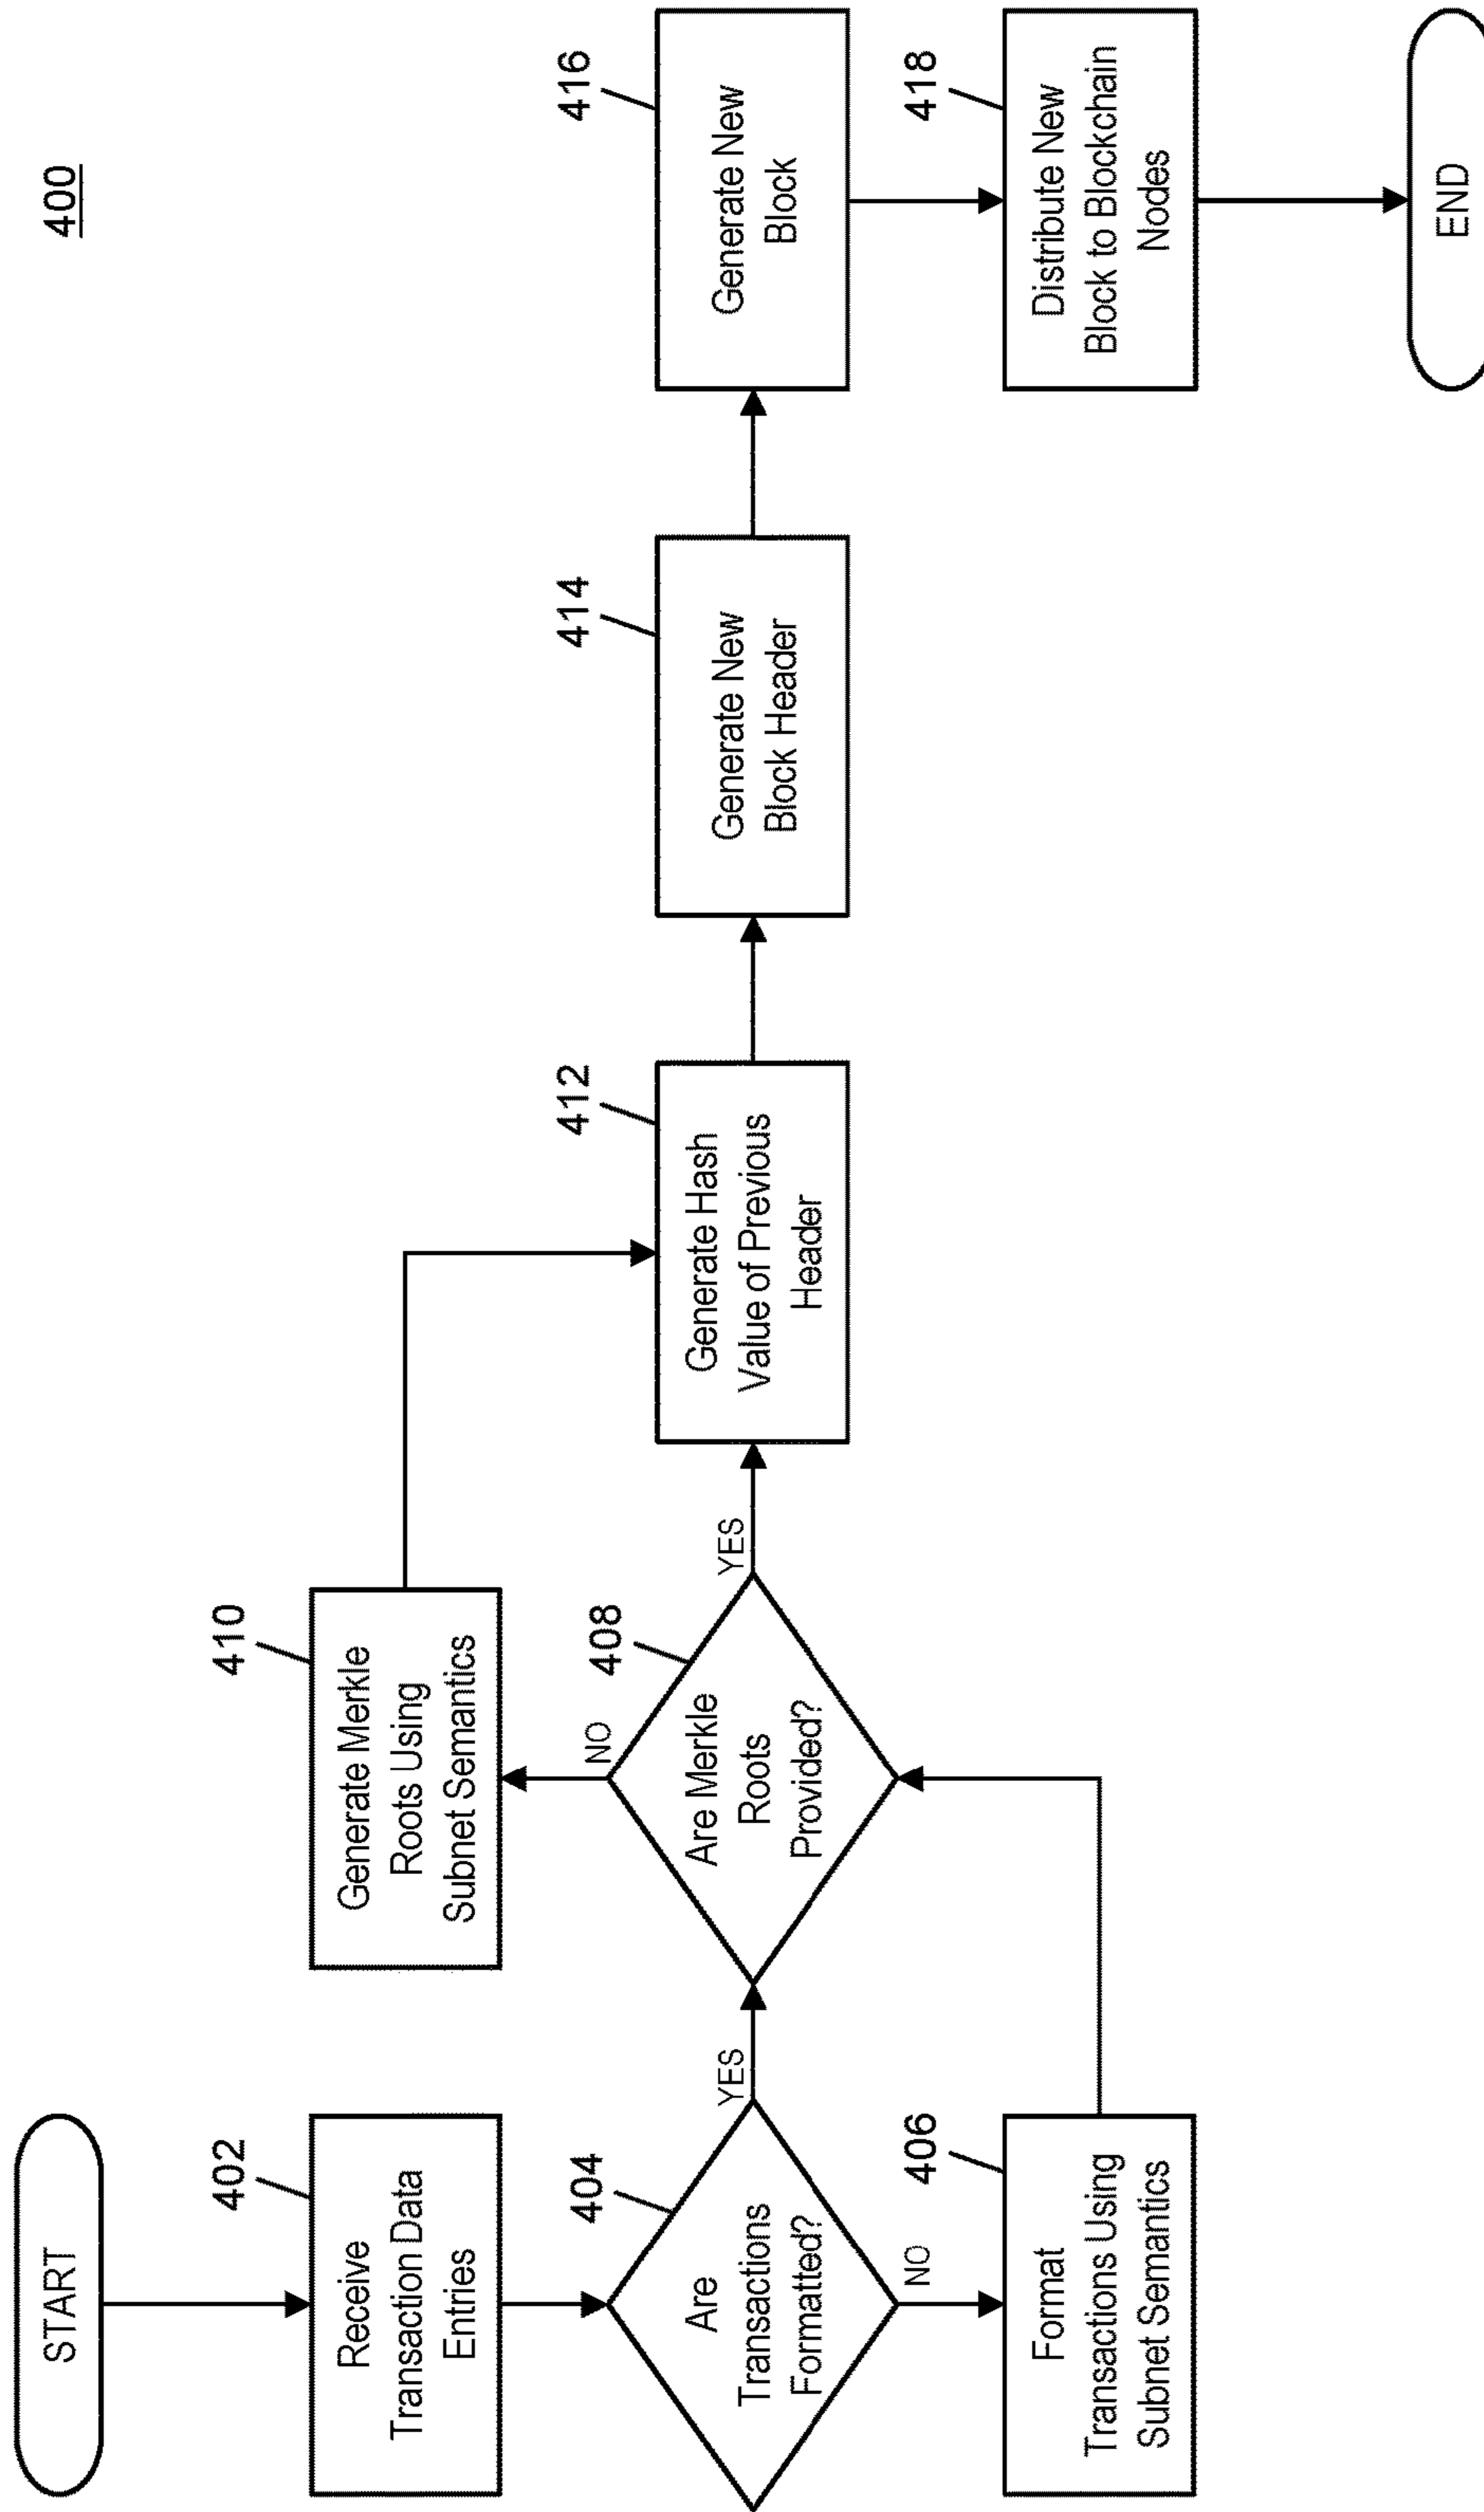 400
START
402
Receive
Transaction Data
Entries
404
Are
Transactions
Formatted?
YES
NO
406
Format
Transactions Using
Subnet Semantics
408
Are Merkle
Roots
Provided?
NO
YES
410
Generate Merkle
Roots Using
Subnet Semantics
412
Generate Hash
Value of Previous
Header
414
Generate New
Block Header
416
Generate New
Block
418
Distribute New
Block to Blockchain
Nodes
END